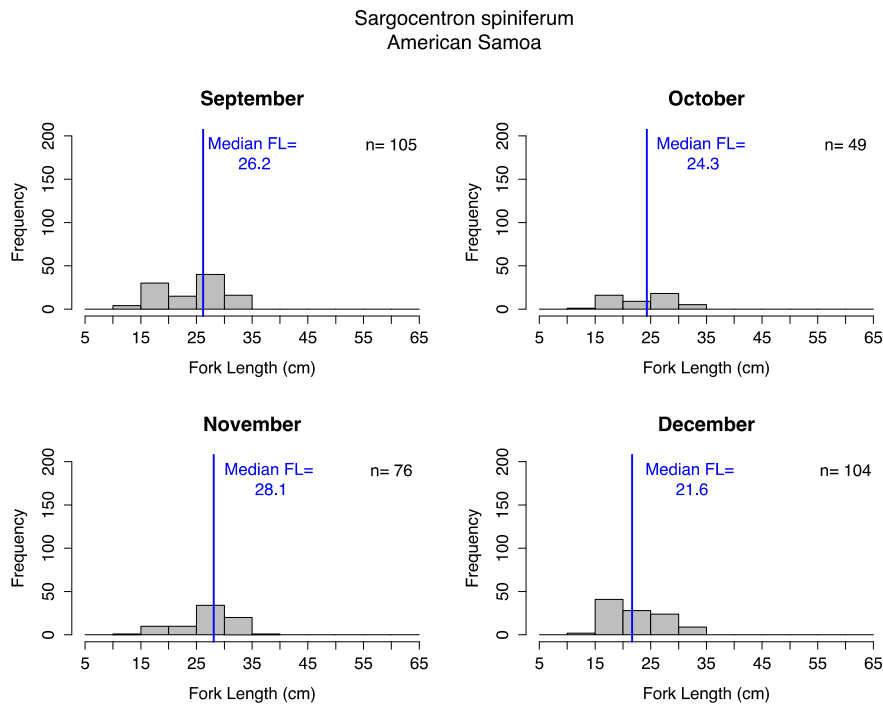 Sargocentron spiniferum
American Samoa
September
Median FL=
26.2
n= 105
Frequency
0 50 100 150 200
5 15 25 35 45 55 65
Fork Length (cm)
October
Median FL=
24.3
n= 49
Frequency
0 50 100 150 200
5 15 25 35 45 55 65
Fork Length (cm)
November
Median FL=
28.1
n= 76
Frequency
0 50 100 150 200
5 15 25 35 45 55 65
Fork Length (cm)
December
Median FL=
21.6
n= 104
Frequency
0 50 100 150 200
5 15 25 35 45 55 65
Fork Length (cm)